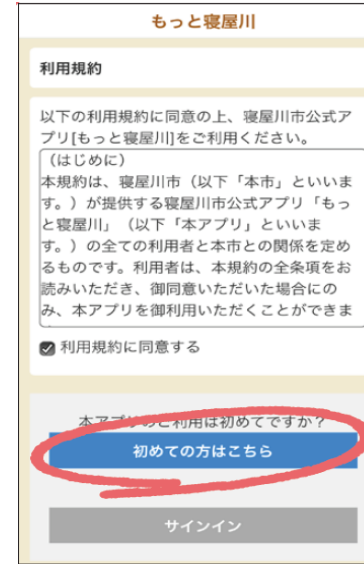 もっと寝屋川
利用規約
以下の利用規約に同意の上、寝屋川市公式ア
プリ[もっと寝屋川]をご利用ください。
（はじめに）
本規約は、寝屋川市（以下「本市」といいま
す。）が提供する寝屋川市公式アプリ「もっ
と寝屋川」（以下「本アプリ」といいま
す。）の全ての利用者と本市との関係を定め
るものです。利用者は、本規約の全条項をお
読みいただき、御同意いただいた場合にの
み、本アプリを御利用いただくことができま
利用規約に同意する
本アプリのご利用は初めてですか？
初めての方はこちら
サインイン